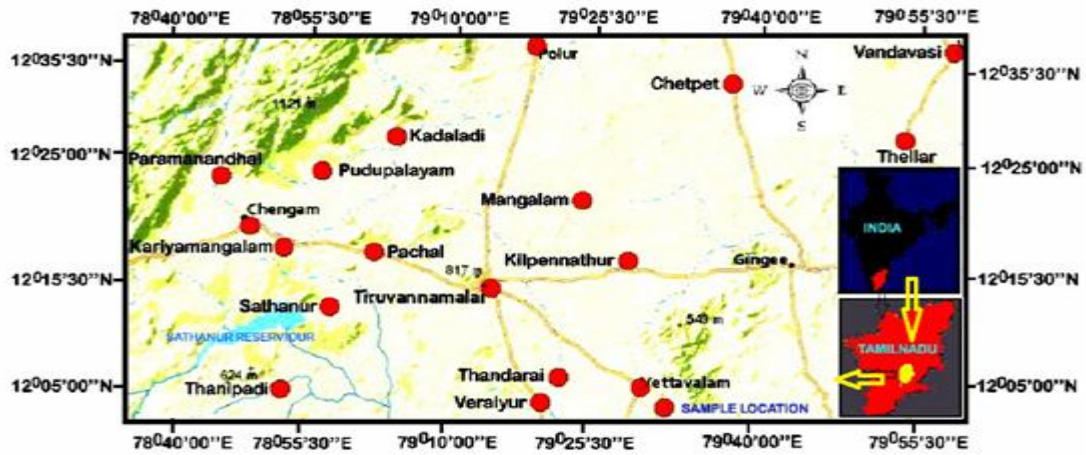 78⁰40'00"E 78⁰55'30"E 79⁰10'00"E 79⁰25'30"E 79⁰40'00"E 79⁰55'30"E
12⁰35'30"N
Polur
Vandavasi
12⁰35'30"N
Chetpet
N
W E
S
1121 m
Kadaladi
12⁰25'00"N
Paramanandhal
Pudupalayam
Thellar
12⁰25'00"N
Mangalam
Chengam
INDIA
Kariyamangalam
Pachal
Kilpennathur
Gingee
12⁰15'30"N
817 m
Tiruvannamalai
12⁰15'30"N
Sathanur
543 m
SATHANUR RESERVIOUR
TAMILNADU
624 m
12⁰05'00"N
Thanipadi
Thandarai
Vettavalam
12⁰05'00"N
Veraiyur
SAMPLE LOCATION
78⁰40'00"E 78⁰55'30"E 79⁰10'00"E 79⁰25'30"E 79⁰40'00"E 79⁰55'30"E